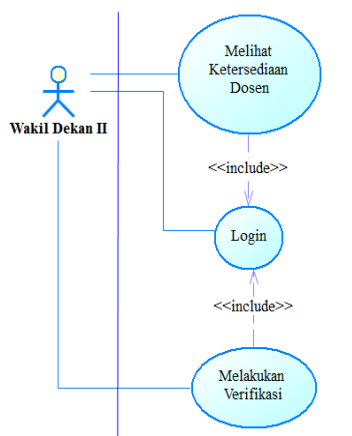 Melihat
Ketersediaan
Dosen
Wakil Dekan II
<<include>>
Login
<<include>>
Melakukan
Verifikasi